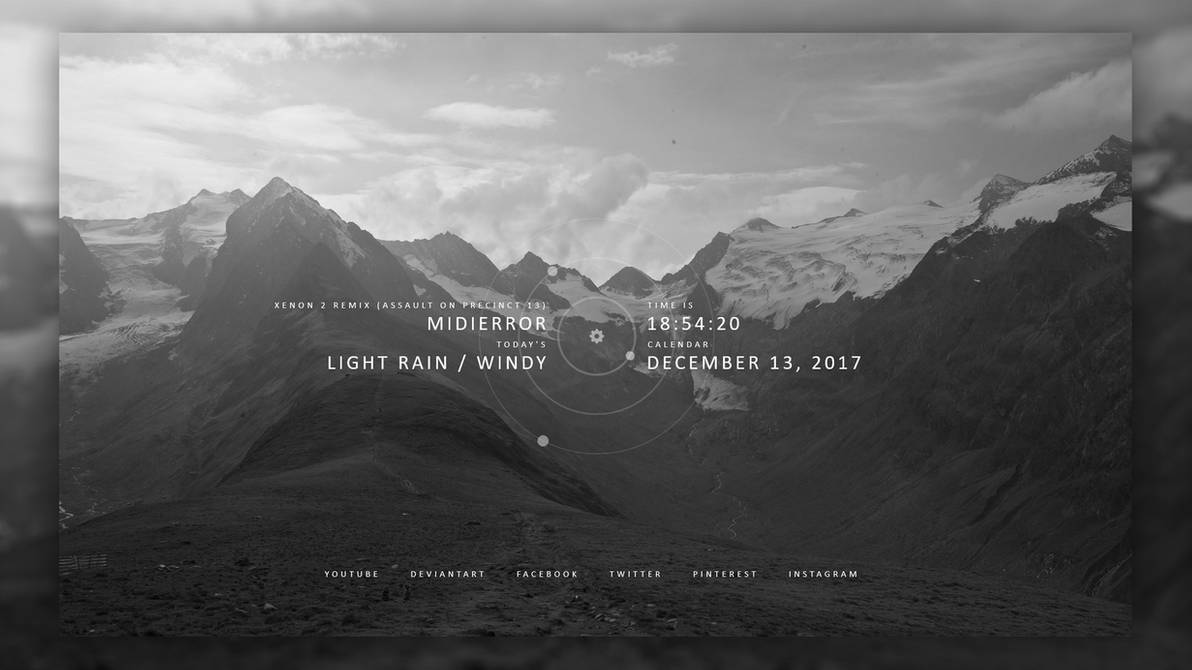 XENON 2 REMIX (ASSAULT ON PRECINCT 13)
MIDIERROR
TODAY'S
LIGHT RAIN / WINDY
TIME IS
18:54:20
CALENDAR
DECEMBER 13, 2017
YOUTUBE DEVIANTART FACEBOOK TWITTER PINTEREST INSTAGRAM